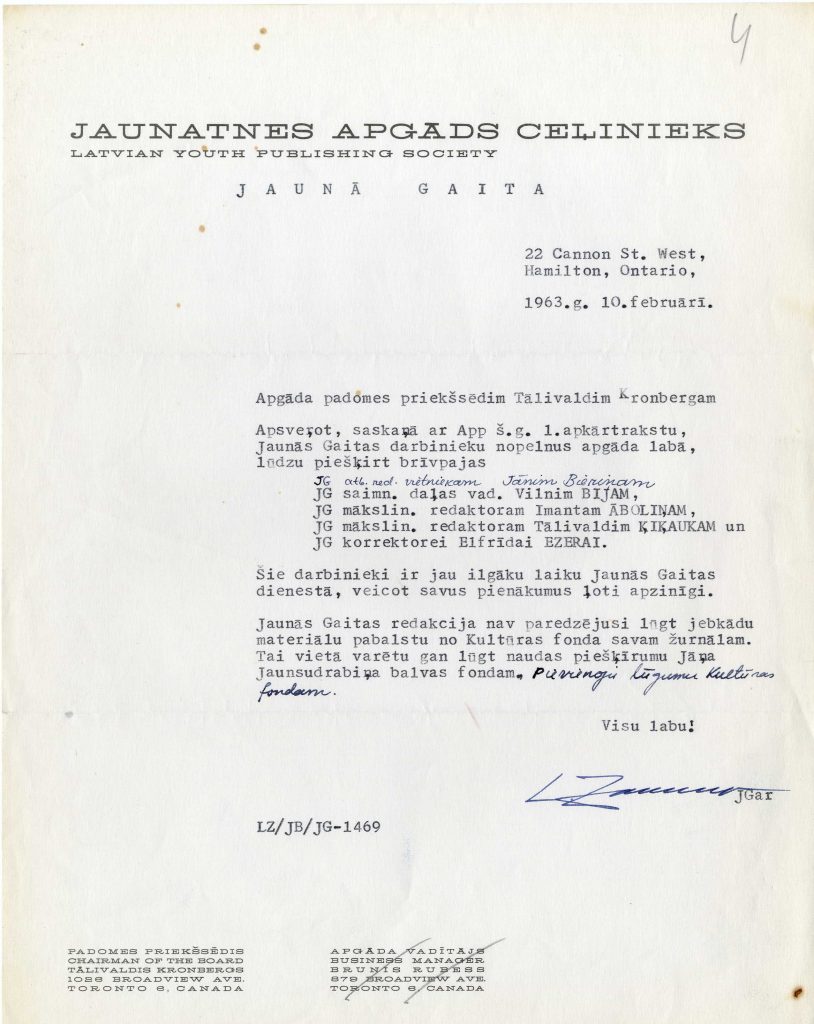 4
JAUNATNES APGĀDS CEĻINIEKS
LATVIAN YOUTH PUBLISHING SOCIETY
JAUNĀ GAITA
22 Cannon St. West,
Hamilton, Ontario,
1963.g. 10.februārī.
Apgāda padomes priekšsēdim Tālivaldim Kronbergam
Apsveŗot, saskaņā ar App š.g. 1.apkārtrakstu,
Jaunās Gaitas darbinieku nopelnus apgāda labā,
lūdzu piešķirt brīvpajas
JG atb. red. vietniekam Jānim Bieriņam
JG saimn. daļas vad. Vilnim BIJAM,
JG mākslin. redaktoram Imantam ĀBOLIŅAM,
JG mākslin. redaktoram Tālivaldim ĶIĶAUKAM un
JG korrektorei Elfrīdai EZERAI.
Šie darbinieki ir jau ilgāku laiku Jaunās Gaitas
dienestā, veicot savus pienākumus ļoti apzinīgi.
Jaunās Gaitas redakcija nav paredzējusi lūgt jebkādu
materiālu pabalstu no Kultūras fonda savam žurnālam.
Tai vietā varētu gan lūgt naudas piešķīrumu Jāņa
Jaunsudrabiņa balvas fondam. Pievienoju lūgumu Kultūras
fondam.
Visu labu!
JGar
LZ/JB/JG-1469
PADOMES PRIEKŠSĒDIS
CHAIRMAN OF THE BOARD
TĀLIVALDIS KRONBERGS
1026 BROADVIEW AVE.
TORONTO 6, CANADA
APGĀDA VADĪTĀJS
BUSINESS MANAGER
BRUNIS RUBESS
879 BROADVIEW AVE.
TORONTO 6, CANADA